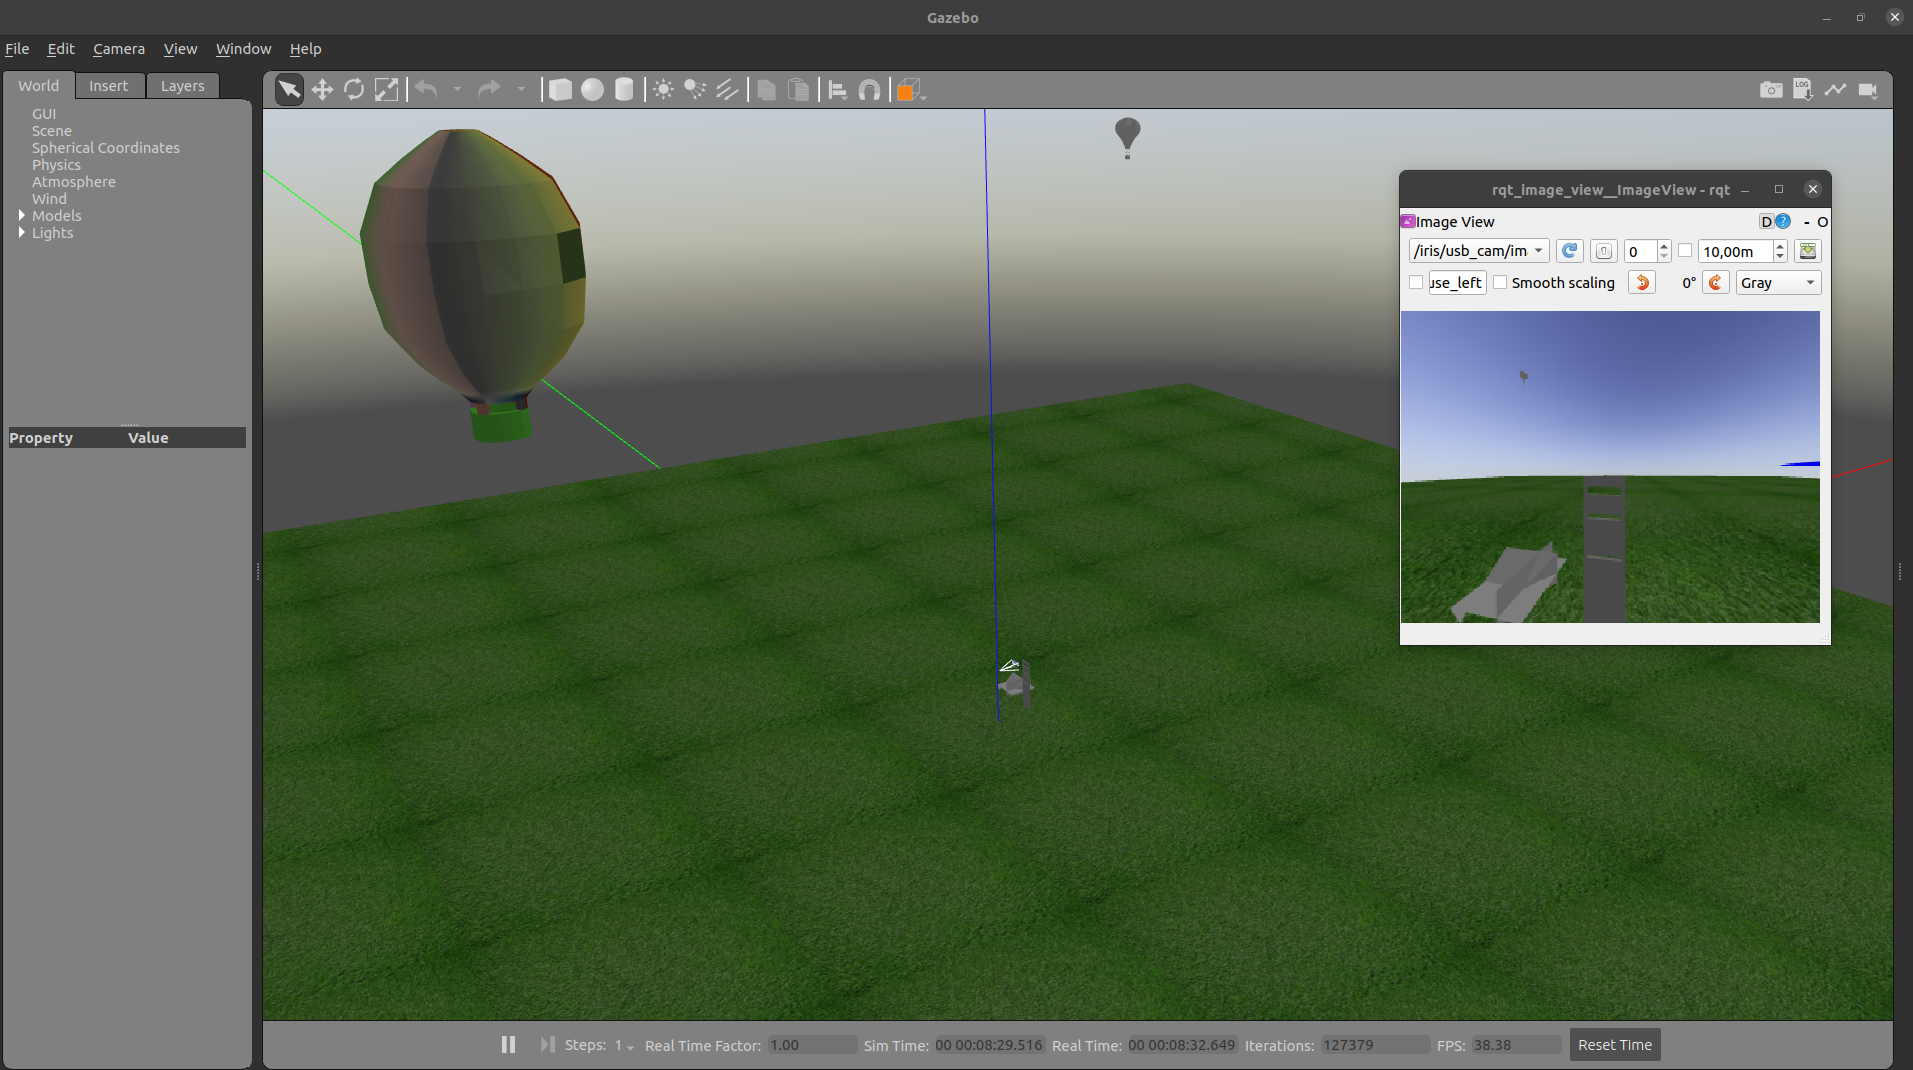 Gazebo
File Edit Camera View Window Help
World Insert Layers
GUI
Scene
Spherical Coordinates
Physics
Atmosphere
Wind
Models
Lights
Property Value
LOG
rqt_image_view__ImageView - rqt
Image View D ? - O
/iris/usb_cam/im 0 10,00m
use_left Smooth scaling 0° Gray
Steps: 1 Real Time Factor: 1.00 Sim Time: 00 00:08:29.516 Real Time: 00 00:08:32.649 Iterations: 127379 FPS: 38.38 Reset Time